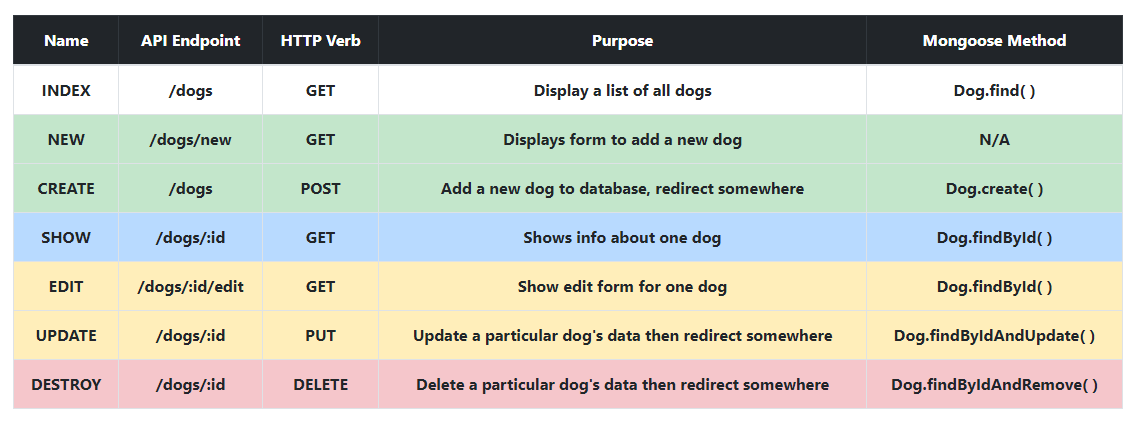 Name API Endpoint HTTP Verb Purpose Mongoose Method
INDEX /dogs GET Display a list of all dogs Dog.find( )
NEW /dogs/new GET Displays form to add a new dog N/A
CREATE /dogs POST Add a new dog to database, redirect somewhere Dog.create( )
SHOW /dogs/:id GET Shows info about one dog Dog.findById( )
EDIT /dogs/:id/edit GET Show edit form for one dog Dog.findById( )
UPDATE /dogs/:id PUT Update a particular dog's data then redirect somewhere Dog.findByIdAndUpdate( )
DESTROY /dogs/:id DELETE Delete a particular dog's data then redirect somewhere Dog.findByIdAndRemove( )